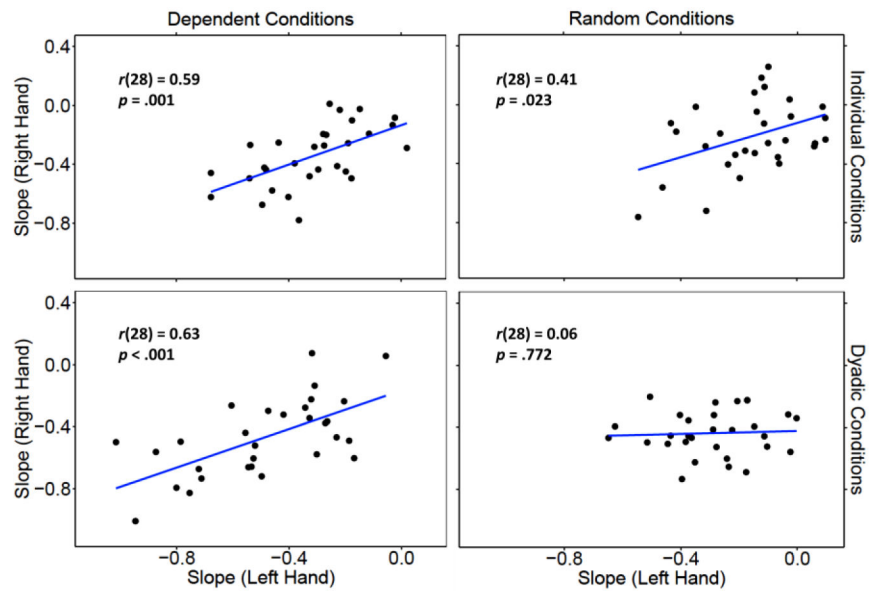 Dependent Conditions
Random Conditions
0.4
0.0
−0.4
−0.8
Slope (Right Hand)
r(28) = 0.59
p = .001
r(28) = 0.41
p = .023
Individual Conditions
0.4
0.0
−0.4
−0.8
Slope (Right Hand)
r(28) = 0.63
p < .001
r(28) = 0.06
p = .772
Dyadic Conditions
−0.8
−0.4
0.0
−0.8
−0.4
0.0
Slope (Left Hand)
Slope (Left Hand)